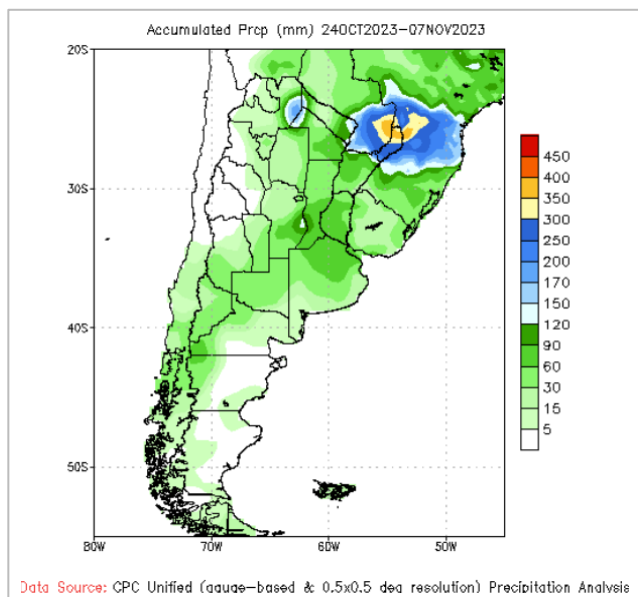 Accumulated Prcp (mm) 24OCT2023-07NOV2023
20S
30S
40S
50S
80W 70W 60W 50W
450
400
350
300
250
200
170
150
120
90
60
30
15
5
Data Source: CPC Unified (gauge-based & 0.5x0.5 deg resolution) Precipitation Analysis